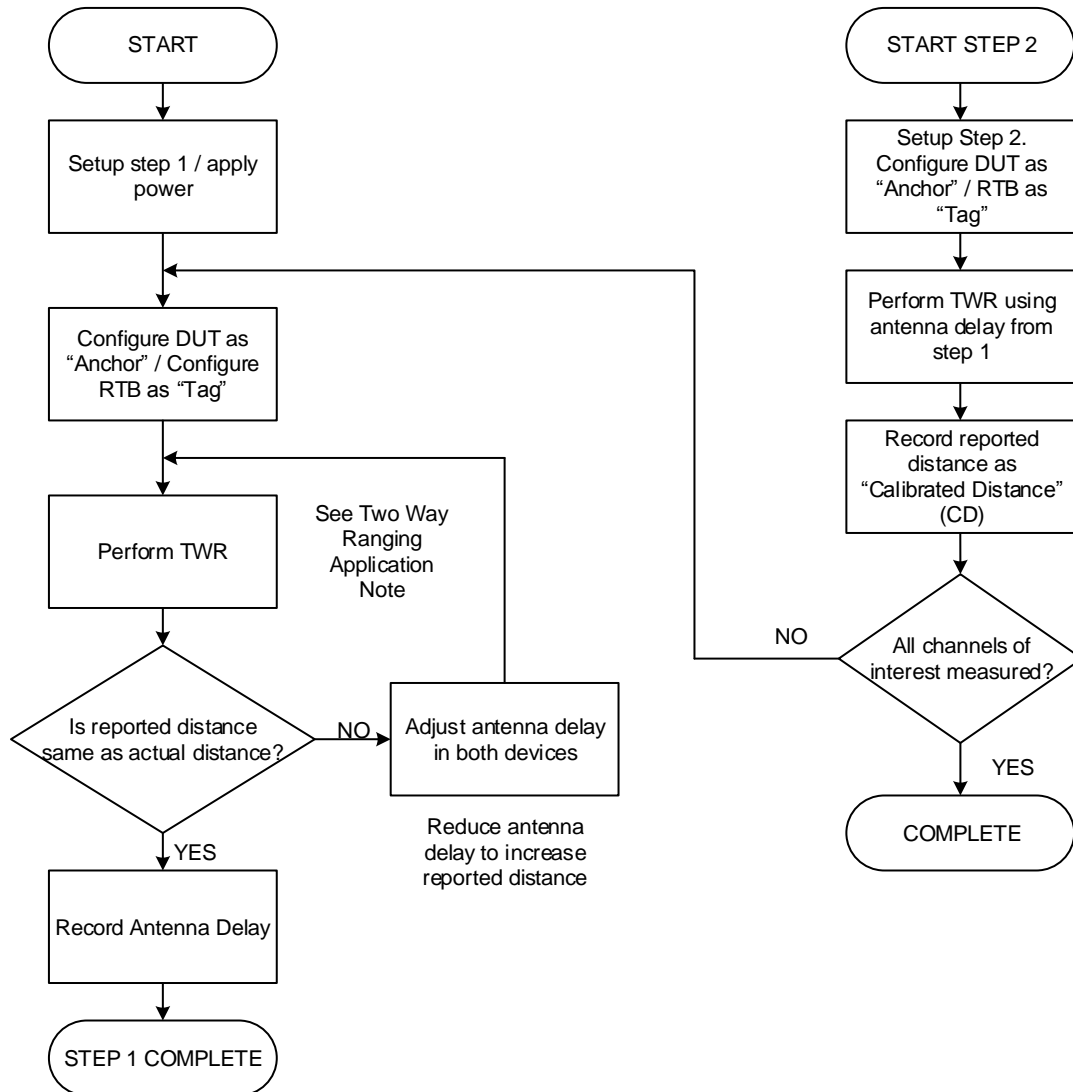 START
Setup step 1 / apply
power
Configure DUT as
“Anchor” / Configure
RTB as “Tag”
Perform TWR
See Two Way
Ranging
Application
Note
Is reported distance
same as actual distance?
NO
Adjust antenna delay
in both devices
Reduce antenna
delay to increase
reported distance
YES
Record Antenna Delay
STEP 1 COMPLETE
START STEP 2
Setup Step 2.
Configure DUT as
“Anchor” / RTB as
“Tag”
Perform TWR using
antenna delay from
step 1
Record reported
distance as
“Calibrated Distance”
(CD)
All channels of
interest measured?
NO
YES
COMPLETE